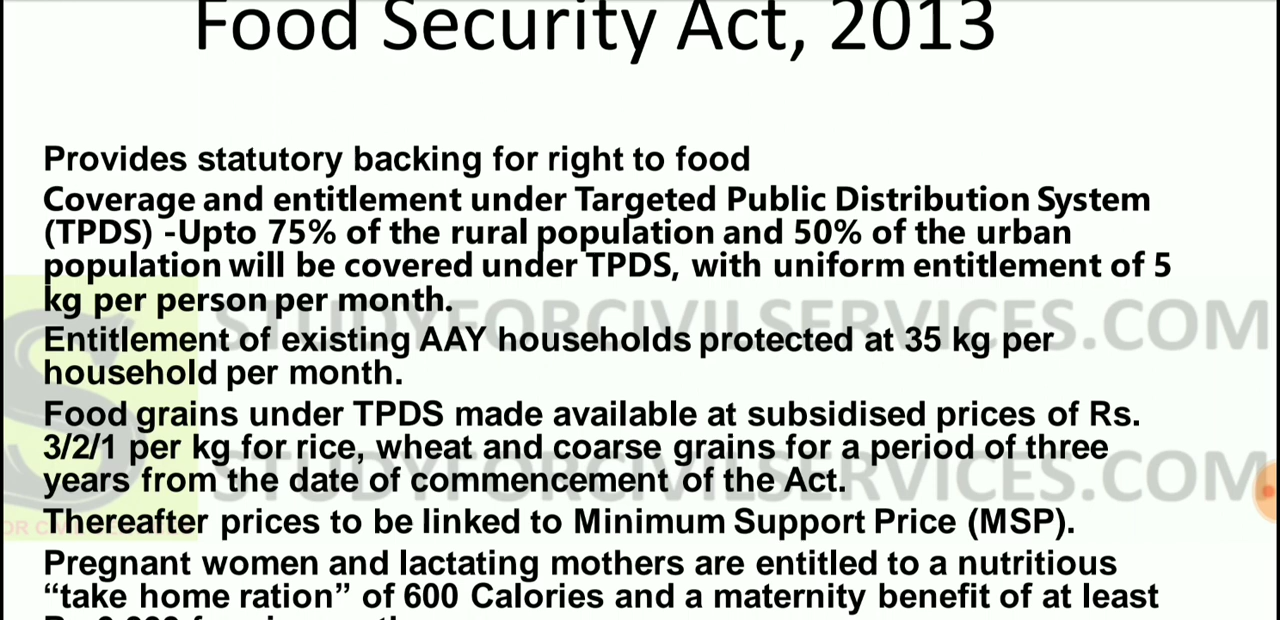 Food Security Act, 2013
Provides statutory backing for right to food
Coverage and entitlement under Targeted Public Distribution System
(TPDS) -Upto 75% of the rural population and 50% of the urban
population will be covered under TPDS, with uniform entitlement of 5
kg per person per month.
STUDYFORCIVILSERVICES.COM
Entitlement of existing AAY households protected at 35 kg per
household per month.
Food grains under TPDS made available at subsidised prices of Rs.
3/2/1 per kg for rice, wheat and coarse grains for a period of three
years from the date of commencement of the Act.
STUDYFORCIVILSERVICES.COM
Thereafter prices to be linked to Minimum Support Price (MSP).
Pregnant women and lactating mothers are entitled to a nutritious
“take home ration” of 600 Calories and a maternity benefit of at least